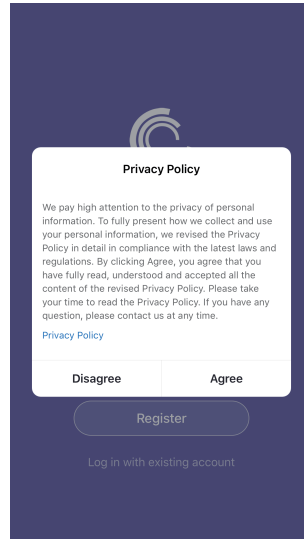 Privacy Policy
We pay high attention to the privacy of personal
information. To fully present how we collect and use
your personal information, we revised the Privacy
Policy in detail in compliance with the latest laws and
regulations. By clicking Agree, you agree that you
have fully read, understood and accepted all the
content of the revised Privacy Policy. Please take
your time to read the Privacy Policy. If you have any
question, please contact us at any time.
Privacy Policy
Disagree Agree
Register
Log in with existing account